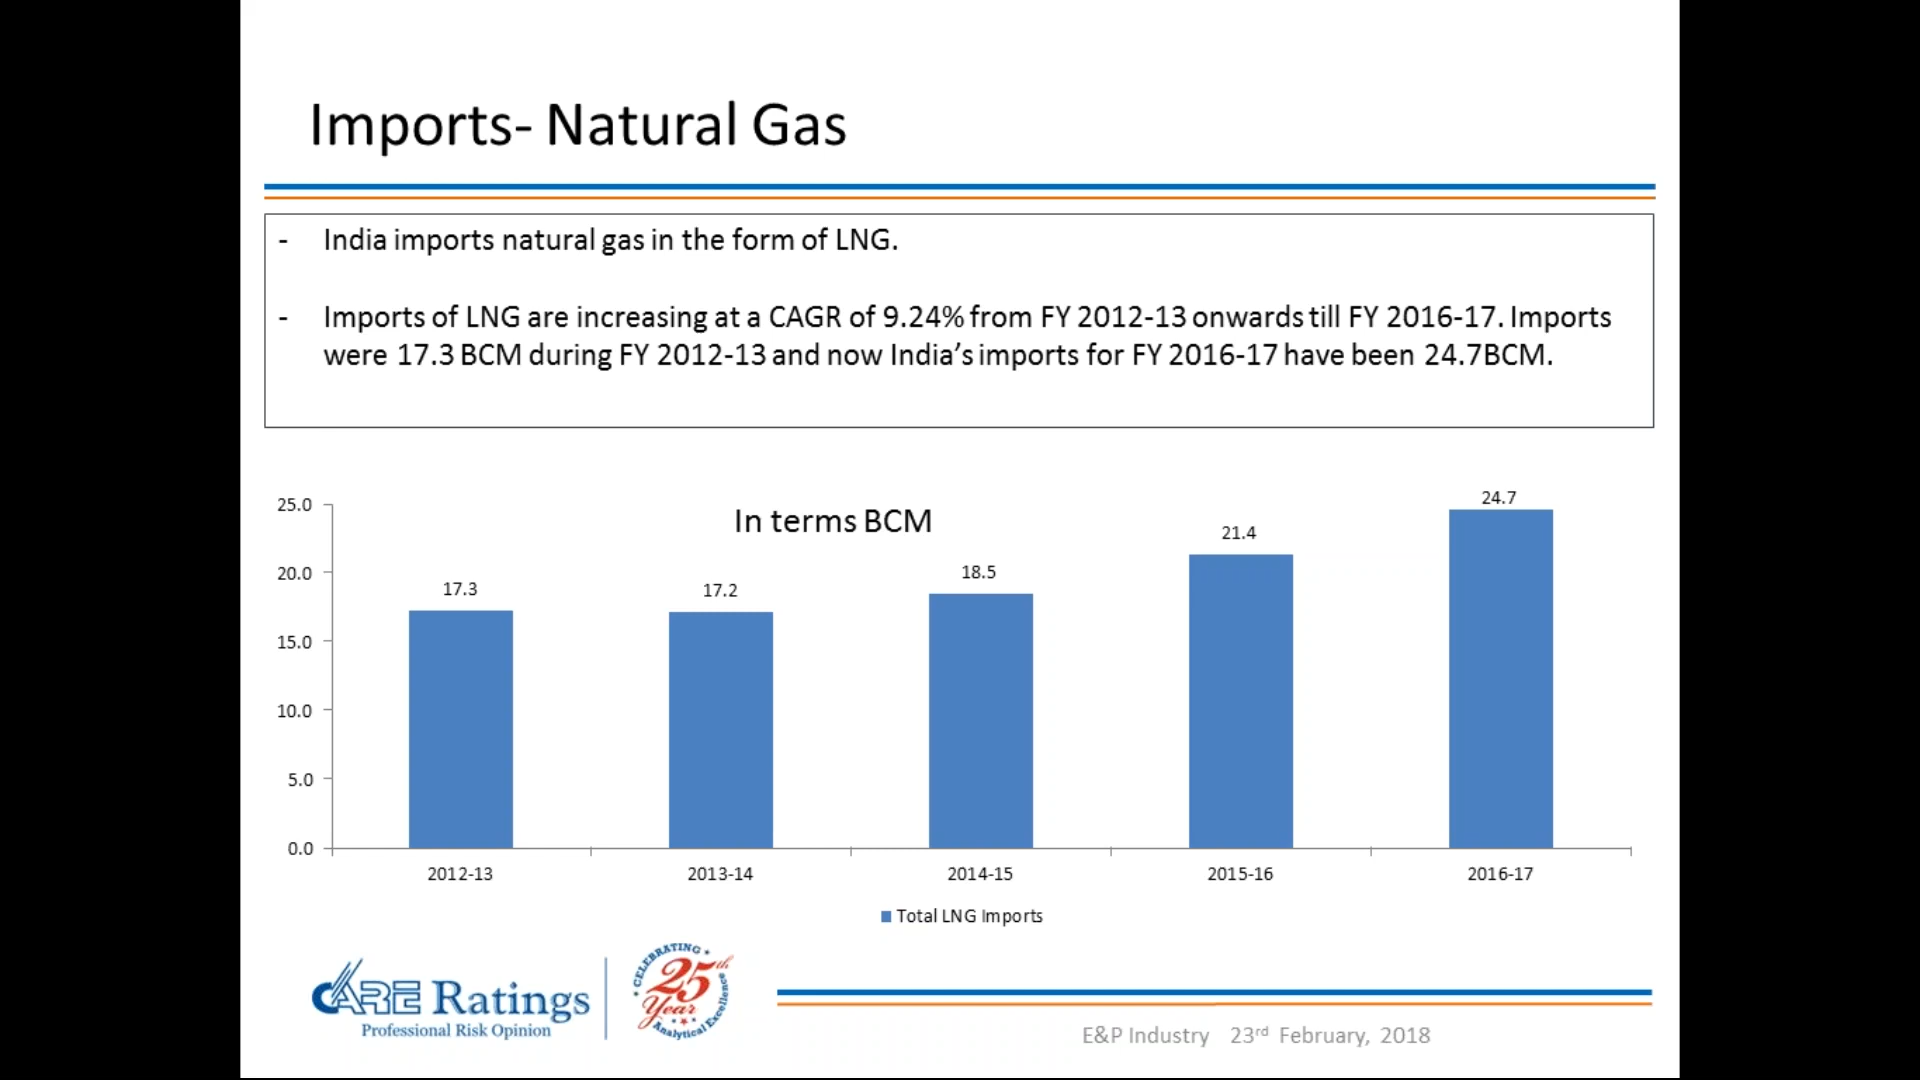 Imports- Natural Gas
- India imports natural gas in the form of LNG.
- Imports of LNG are increasing at a CAGR of 9.24% from FY 2012-13 onwards till FY 2016-17. Imports
were 17.3 BCM during FY 2012-13 and now India's imports for FY 2016-17 have been 24.7BCM.
In terms BCM
25.0
20.0
15.0
10.0
5.0
0.0
17.3
17.2
18.5
21.4
24.7
2012-13
2013-14
2014-15
2015-16
2016-17
Total LNG Imports
CARE Ratings
Professional Risk Opinion
CELEBRATING
25th
Year
Analytical Excellence
E&P Industry 23rd February, 2018